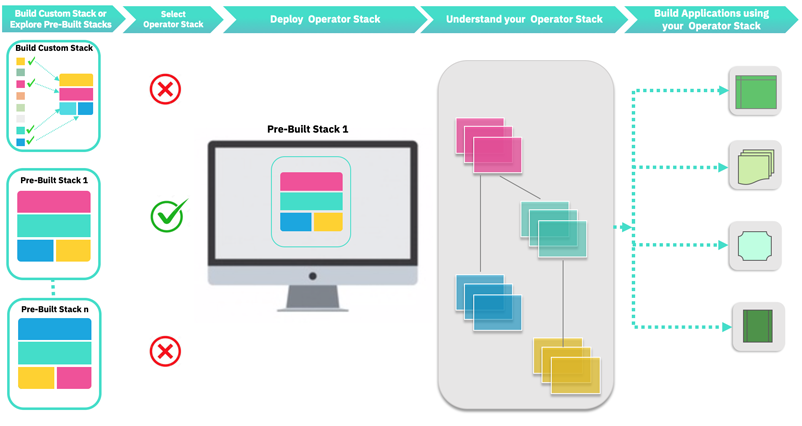 Build Custom Stack or
Explore Pre-Built Stacks
Select
Operator Stack
Deploy Operator Stack
Understand your Operator Stack
Build Applications using
your Operator Stack
Build Custom Stack
Pre-Built Stack 1
Pre-Built Stack 1
Pre-Built Stack n